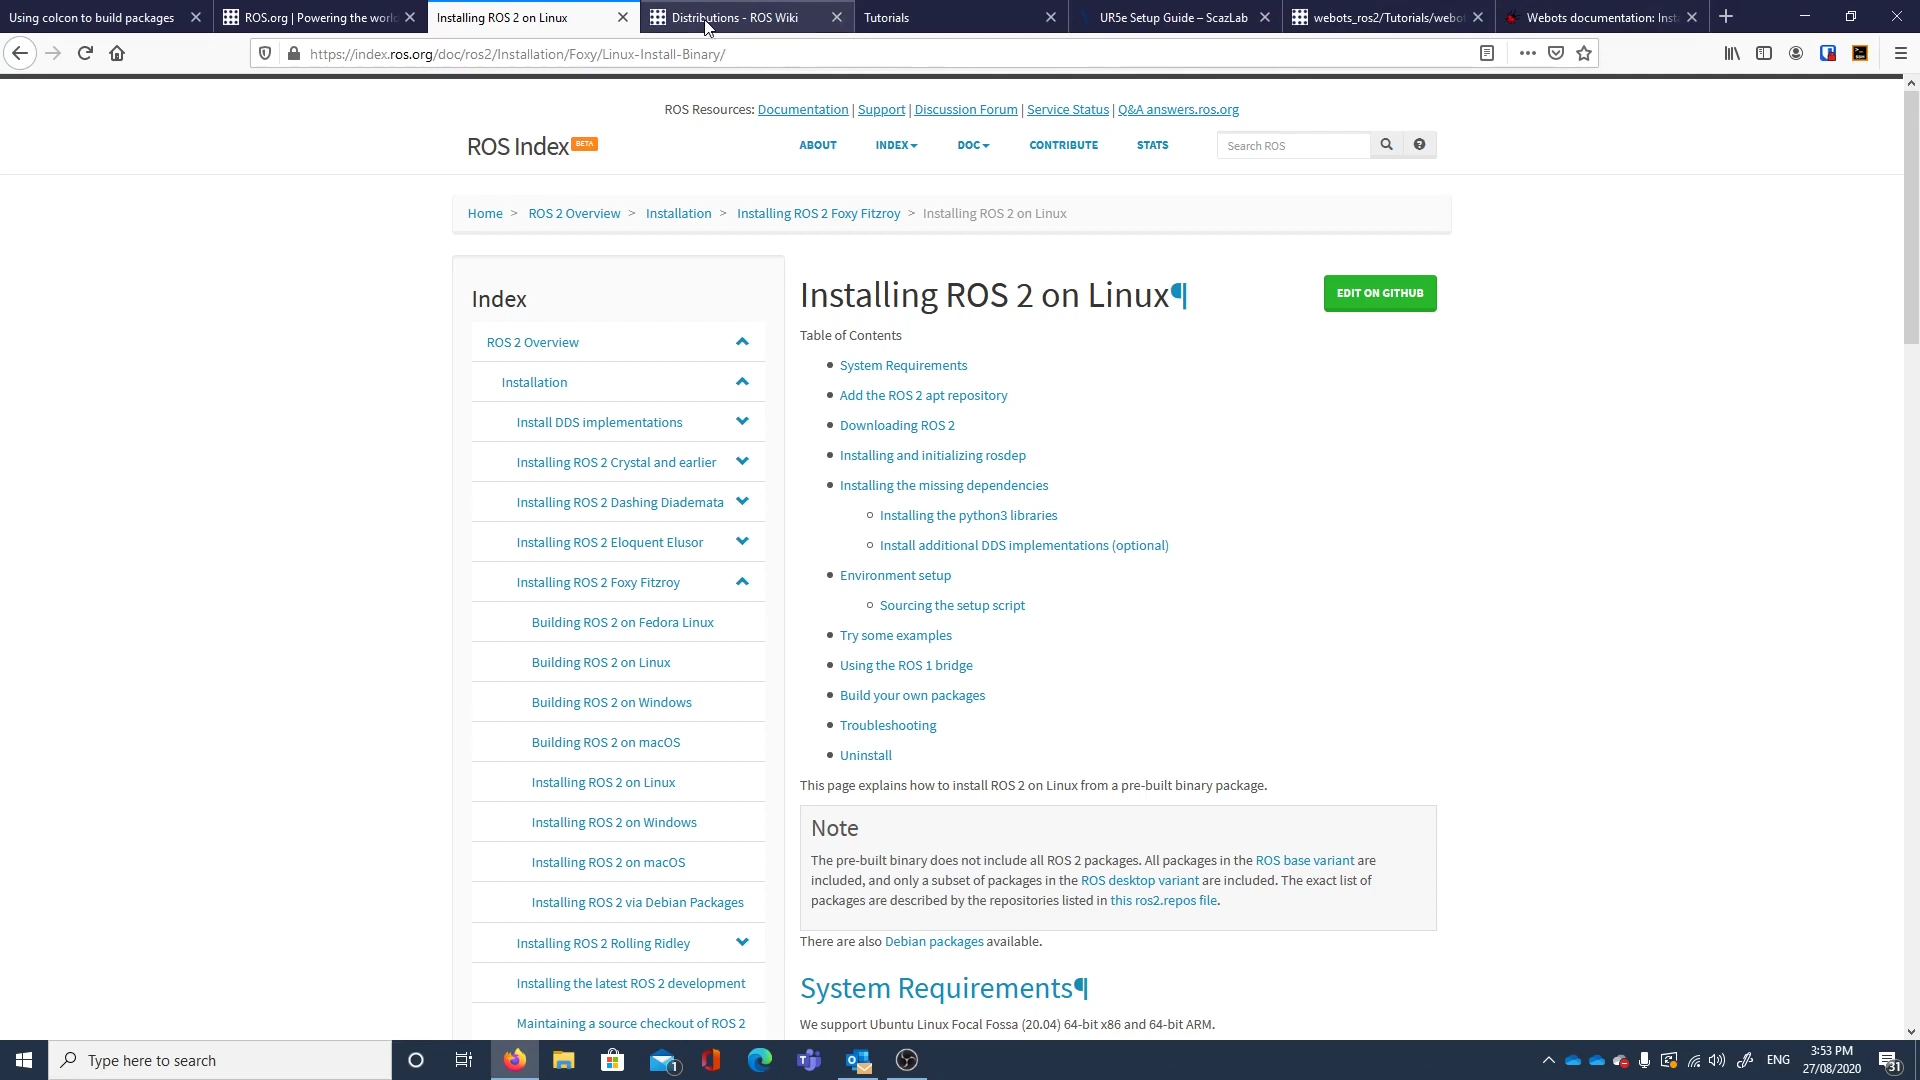 Using colcon to build packages
ROS.org | Powering the world
Installing ROS 2 on Linux
Distributions - ROS Wiki
Tutorials
UR5e Setup Guide – ScazLab
webots_ros2/Tutorials/webot
Webots documentation: Insta
https://index.ros.org/doc/ros2/Installation/Foxy/Linux-Install-Binary/
ROS Resources: Documentation | Support | Discussion Forum | Service Status | Q&A answers.ros.org
ROS Index BETA
ABOUT
INDEX
DOC
CONTRIBUTE
STATS
Search ROS
Home > ROS 2 Overview > Installation > Installing ROS 2 Foxy Fitzroy > Installing ROS 2 on Linux
Index
ROS 2 Overview
Installation
Install DDS implementations
Installing ROS 2 Crystal and earlier
Installing ROS 2 Dashing Diademata
Installing ROS 2 Eloquent Elusor
Installing ROS 2 Foxy Fitzroy
Building ROS 2 on Fedora Linux
Building ROS 2 on Linux
Building ROS 2 on Windows
Building ROS 2 on macOS
Installing ROS 2 on Linux
Installing ROS 2 on Windows
Installing ROS 2 on macOS
Installing ROS 2 via Debian Packages
Installing ROS 2 Rolling Ridley
Installing the latest ROS 2 development
Maintaining a source checkout of ROS 2
Installing ROS 2 on Linux¶
EDIT ON GITHUB
Table of Contents
System Requirements
Add the ROS 2 apt repository
Downloading ROS 2
Installing and initializing rosdep
Installing the missing dependencies
Installing the python3 libraries
Install additional DDS implementations (optional)
Environment setup
Sourcing the setup script
Try some examples
Using the ROS 1 bridge
Build your own packages
Troubleshooting
Uninstall
This page explains how to install ROS 2 on Linux from a pre-built binary package.
Note
The pre-built binary does not include all ROS 2 packages. All packages in the ROS base variant are
included, and only a subset of packages in the ROS desktop variant are included. The exact list of
packages are described by the repositories listed in this ros2.repos file.
There are also Debian packages available.
System Requirements¶
We support Ubuntu Linux Focal Fossa (20.04) 64-bit x86 and 64-bit ARM.
Type here to search
1
ENG
3:53 PM
27/08/2020
31